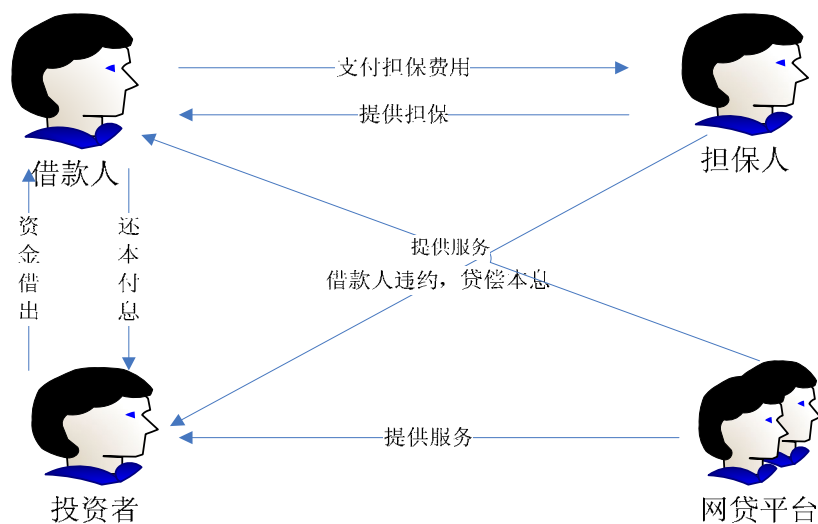 支付担保费用
提供担保
借款人
担保人
资金借出
还本付息
提供服务
借款人违约，贷偿本息
提供服务
投资者
网贷平台